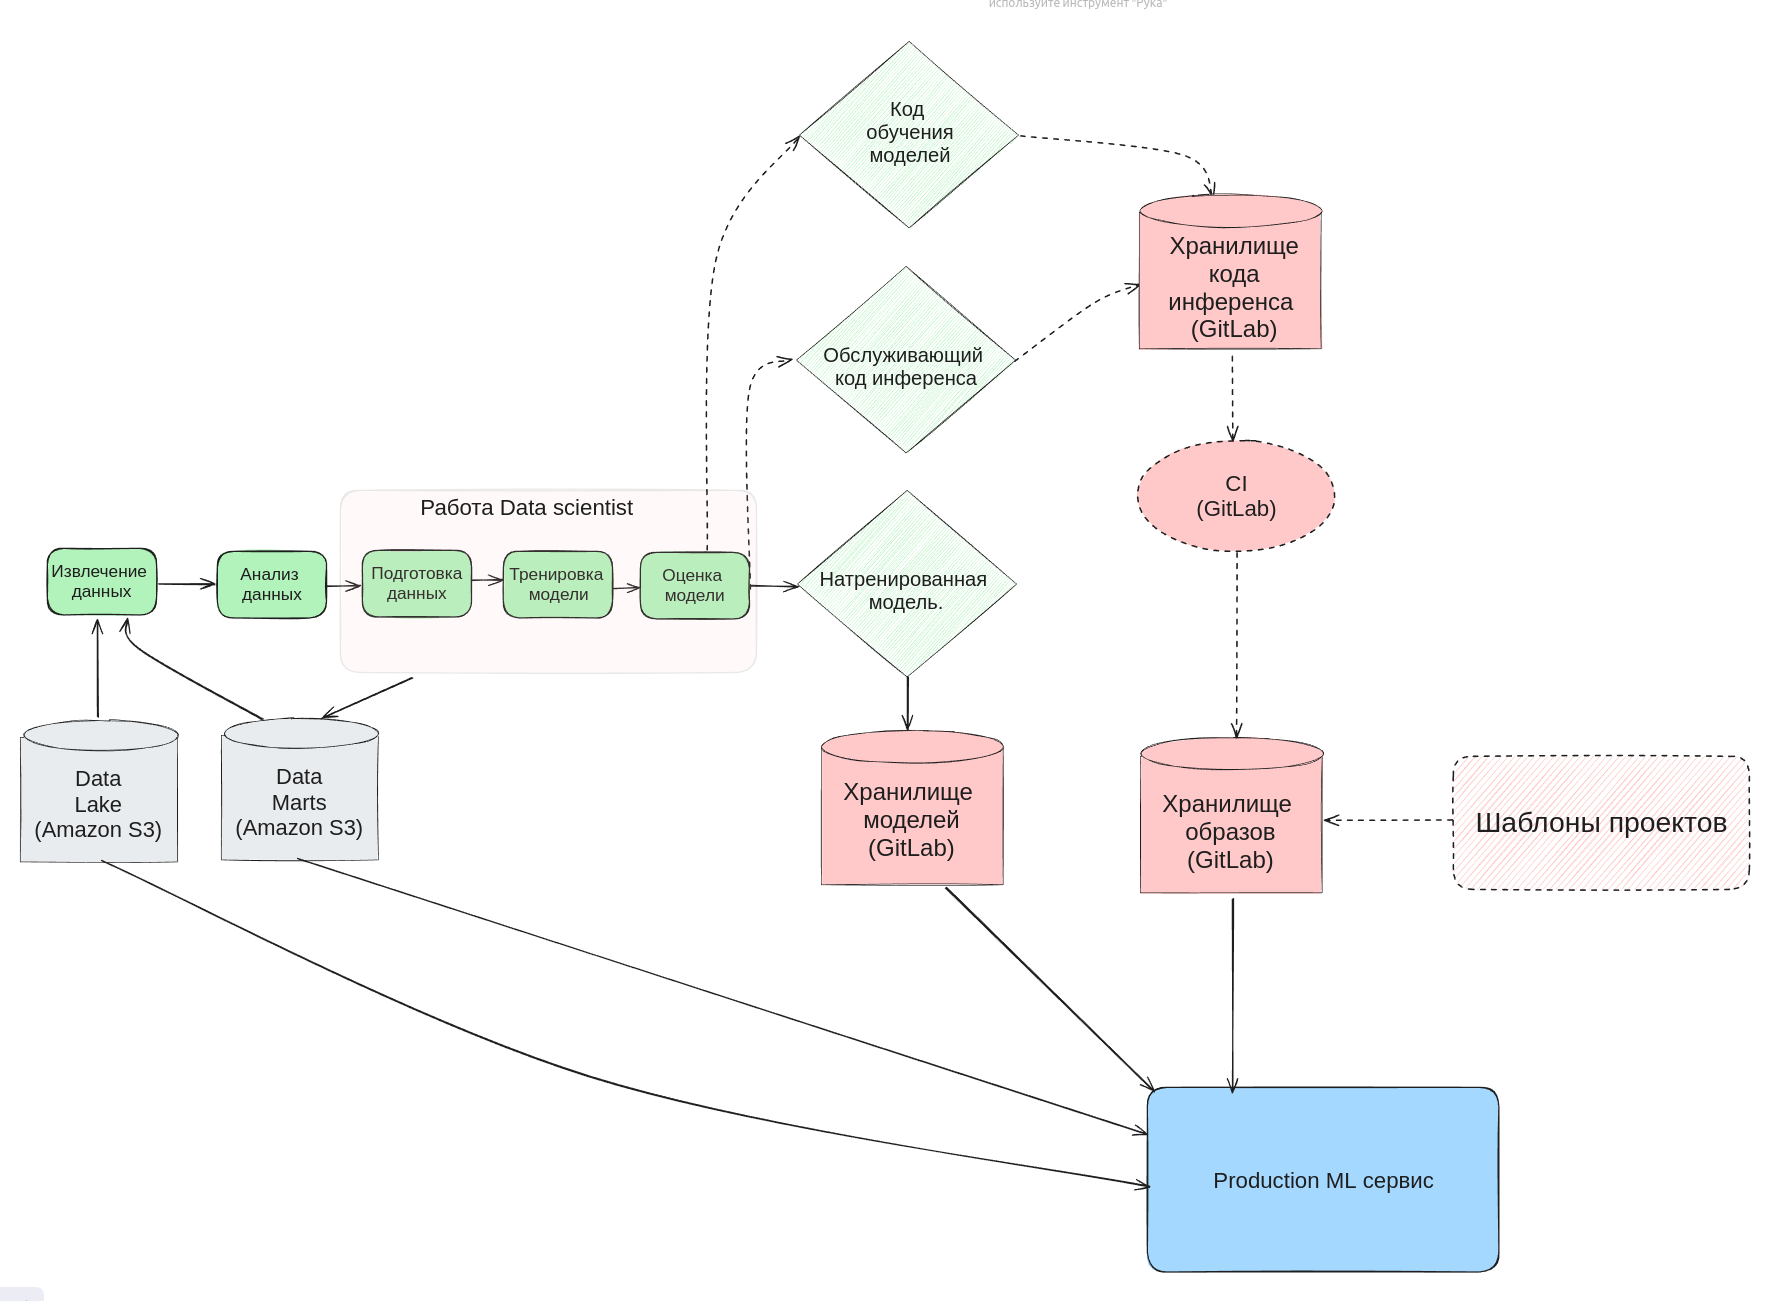 используйте инструмент "Рука"
Код
обучения
моделей
Хранилище
кода
инференса
(GitLab)
Обслуживающий
код инференса
CI
(GitLab)
Работа Data scientist
Извлечение
данных
Анализ
данных
Подготовка
данных
Тренировка
модели
Оценка
модели
Натренированная
модель.
Data
Lake
(Amazon S3)
Data
Marts
(Amazon S3)
Хранилище
моделей
(GitLab)
Хранилище
образов
(GitLab)
Шаблоны проектов
Production ML сервис